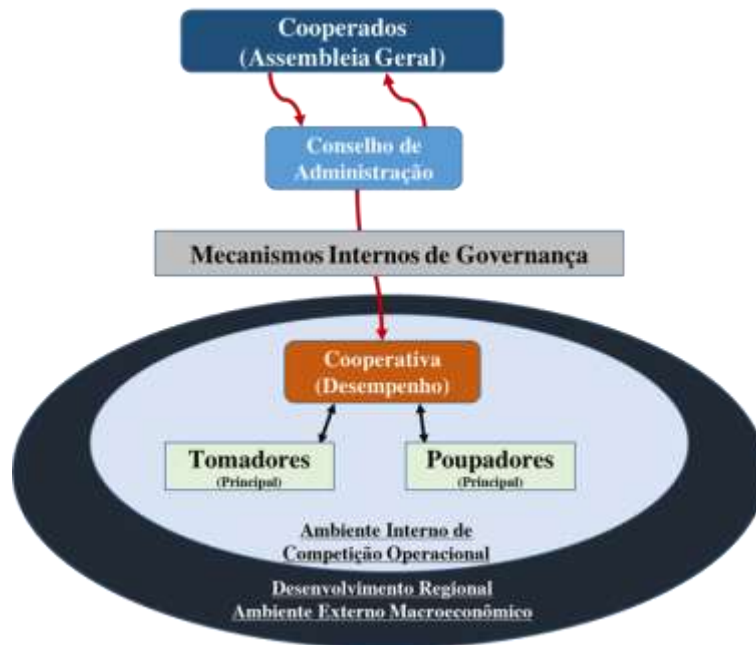 Cooperados
(Assembleia Geral)
Conselho de
Administração
Mecanismos Internos de Governança
Cooperativa
(Desempenho)
Tomadores
(Principal)
Poupadores
(Principal)
Ambiente Interno de
Competição Operacional
Desenvolvimento Regional
Ambiente Externo Macroeconômico